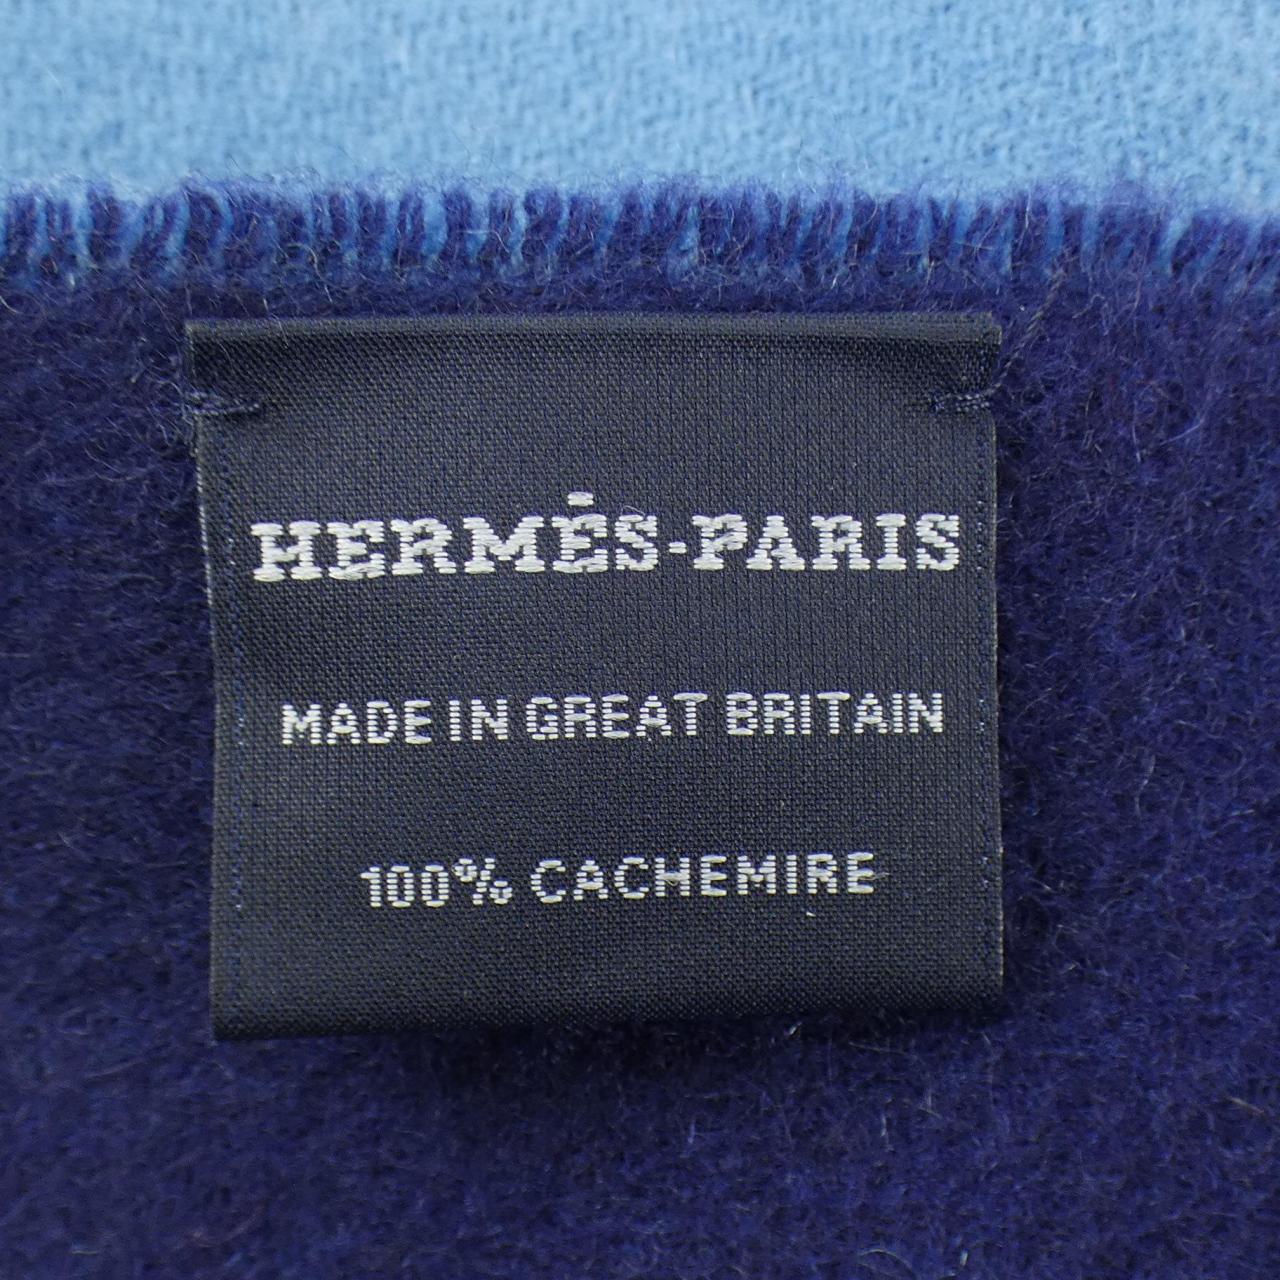 HERMÈS-PARIS
MADE IN GREAT BRITAIN
100% CACHEMIRE